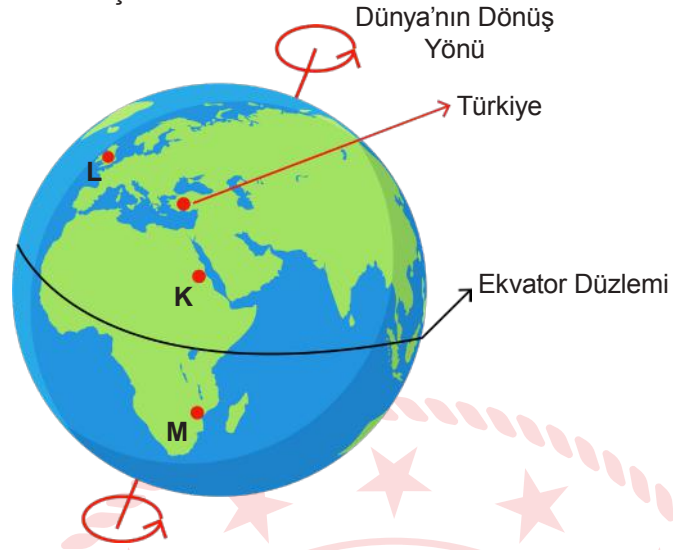 Dünya’nın Dönüş
Yönü
Türkiye
L
K
Ekvator Düzlemi
M